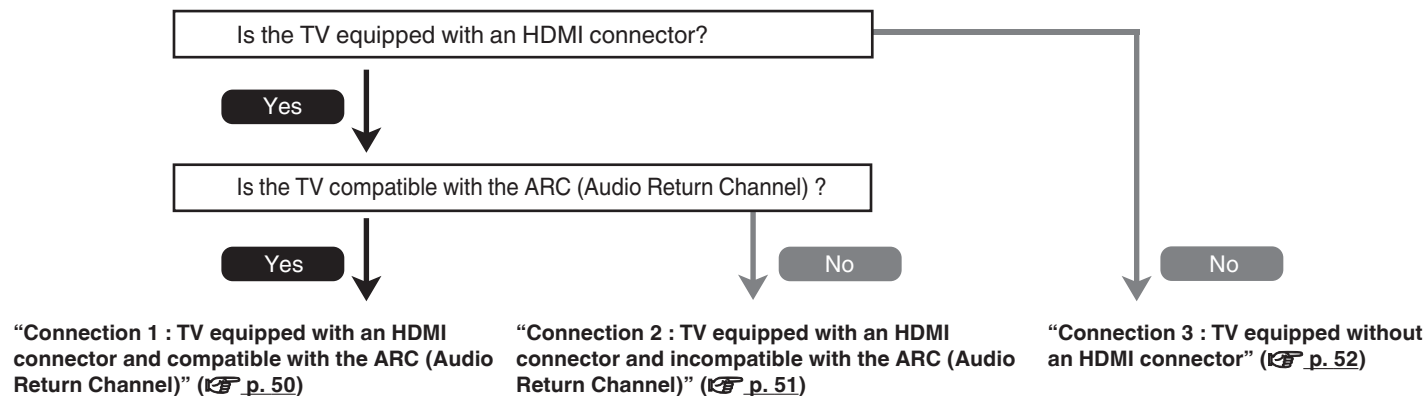 Is the TV equipped with an HDMI connector?
Yes
Is the TV compatible with the ARC (Audio Return Channel) ?
Yes
No
No
“Connection 1 : TV equipped with an HDMI
connector and compatible with the ARC (Audio
Return Channel)” (☞ p. 50)
“Connection 2 : TV equipped with an HDMI
connector and incompatible with the ARC (Audio
Return Channel)” (☞ p. 51)
“Connection 3 : TV equipped without
an HDMI connector” (☞ p. 52)